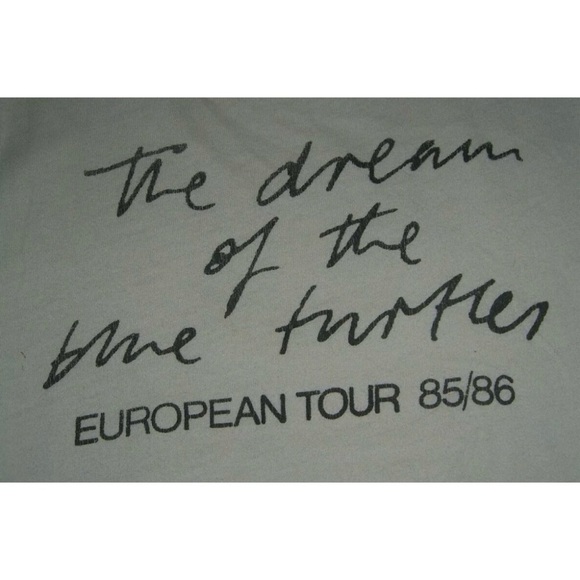 the dream
of the
blue turtles
EUROPEAN TOUR 85/86